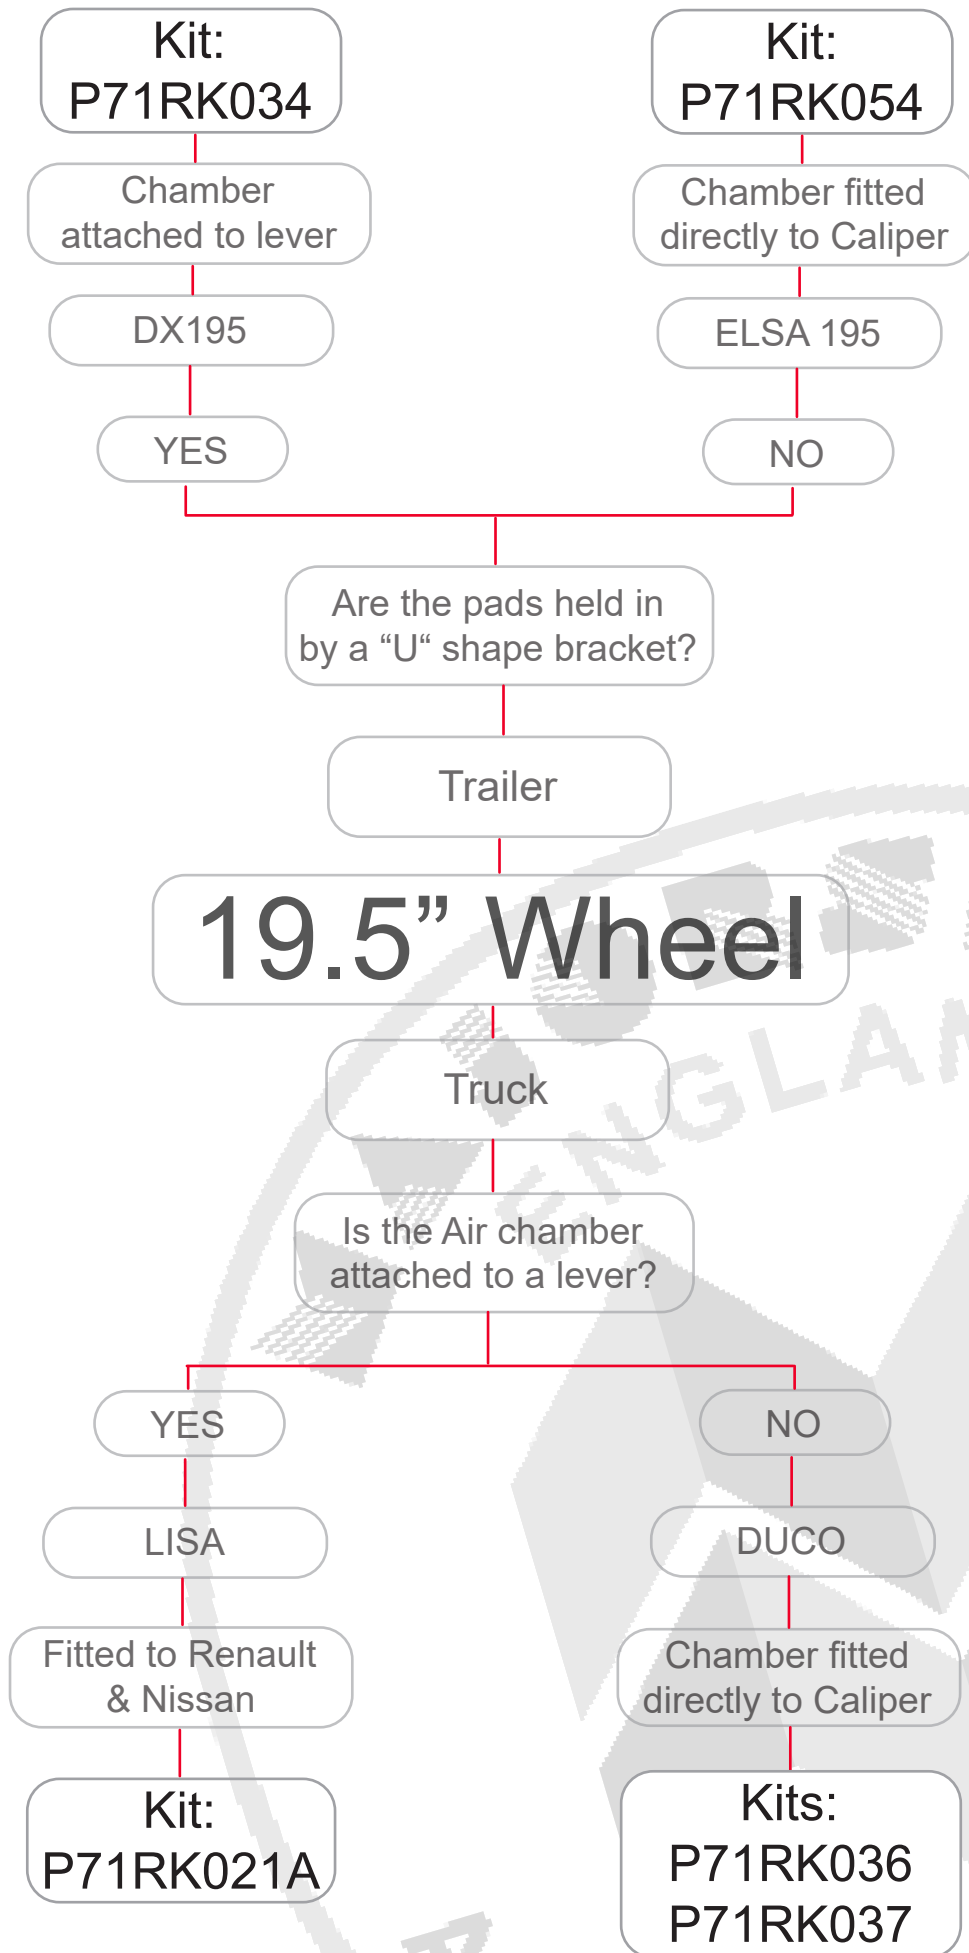 Kit:
P71RK034
Kit:
P71RK054
Chamber
attached to lever
Chamber fitted
directly to Caliper
DX195
ELSA 195
YES
NO
Are the pads held in
by a “U“ shape bracket?
Trailer
19.5” Wheel
Truck
Is the Air chamber
attached to a lever?
YES
NO
LISA
DUCO
Fitted to Renault
& Nissan
Chamber fitted
directly to Caliper
Kit:
P71RK021A
Kits:
P71RK036
P71RK037